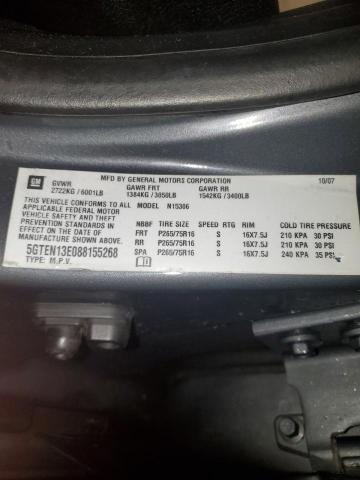 GM
MFD BY GENERAL MOTORS CORPORATION 10/07
GVWR GAWR FRT GAWR RR
2722KG / 6001LB 1384KG / 3050LB 1542KG / 3400LB
THIS VEHICLE CONFORMS TO ALL MODEL N15306
APPLICABLE FEDERAL MOTOR
VEHICLE SAFETY AND THEFT NBBF TIRE SIZE SPEED RTG RIM COLD TIRE PRESSURE
PREVENTION STANDARDS IN FRT P265/75R16 S 16X7.5J 210 KPA 30 PSI
EFFECT ON THE DATE OF RR P265/75R16 S 16X7.5J 210 KPA 30 PSI
MANUFACTURE SHOWN ABOVE. SPA P265/75R16 S 16X7.5J 240 KPA 35 PSI
5GTEN13E088155268
TYPE: M.P.V.